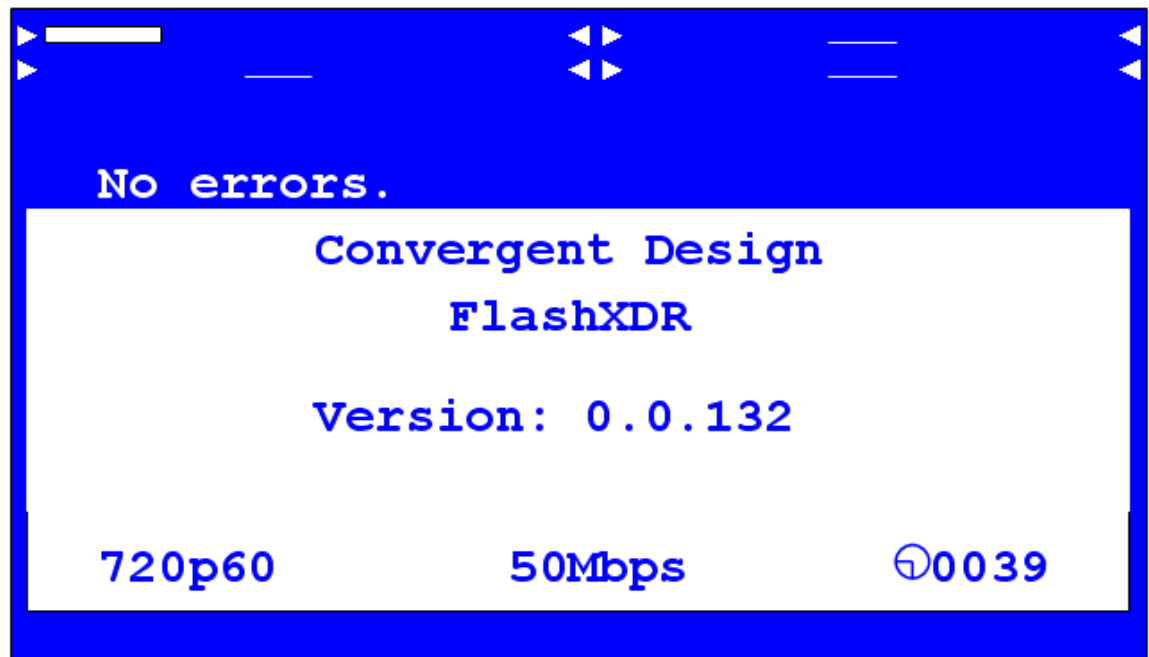 No errors.
Convergent Design
FlashXDR
Version: 0.0.132
720p60 50Mbps 0039